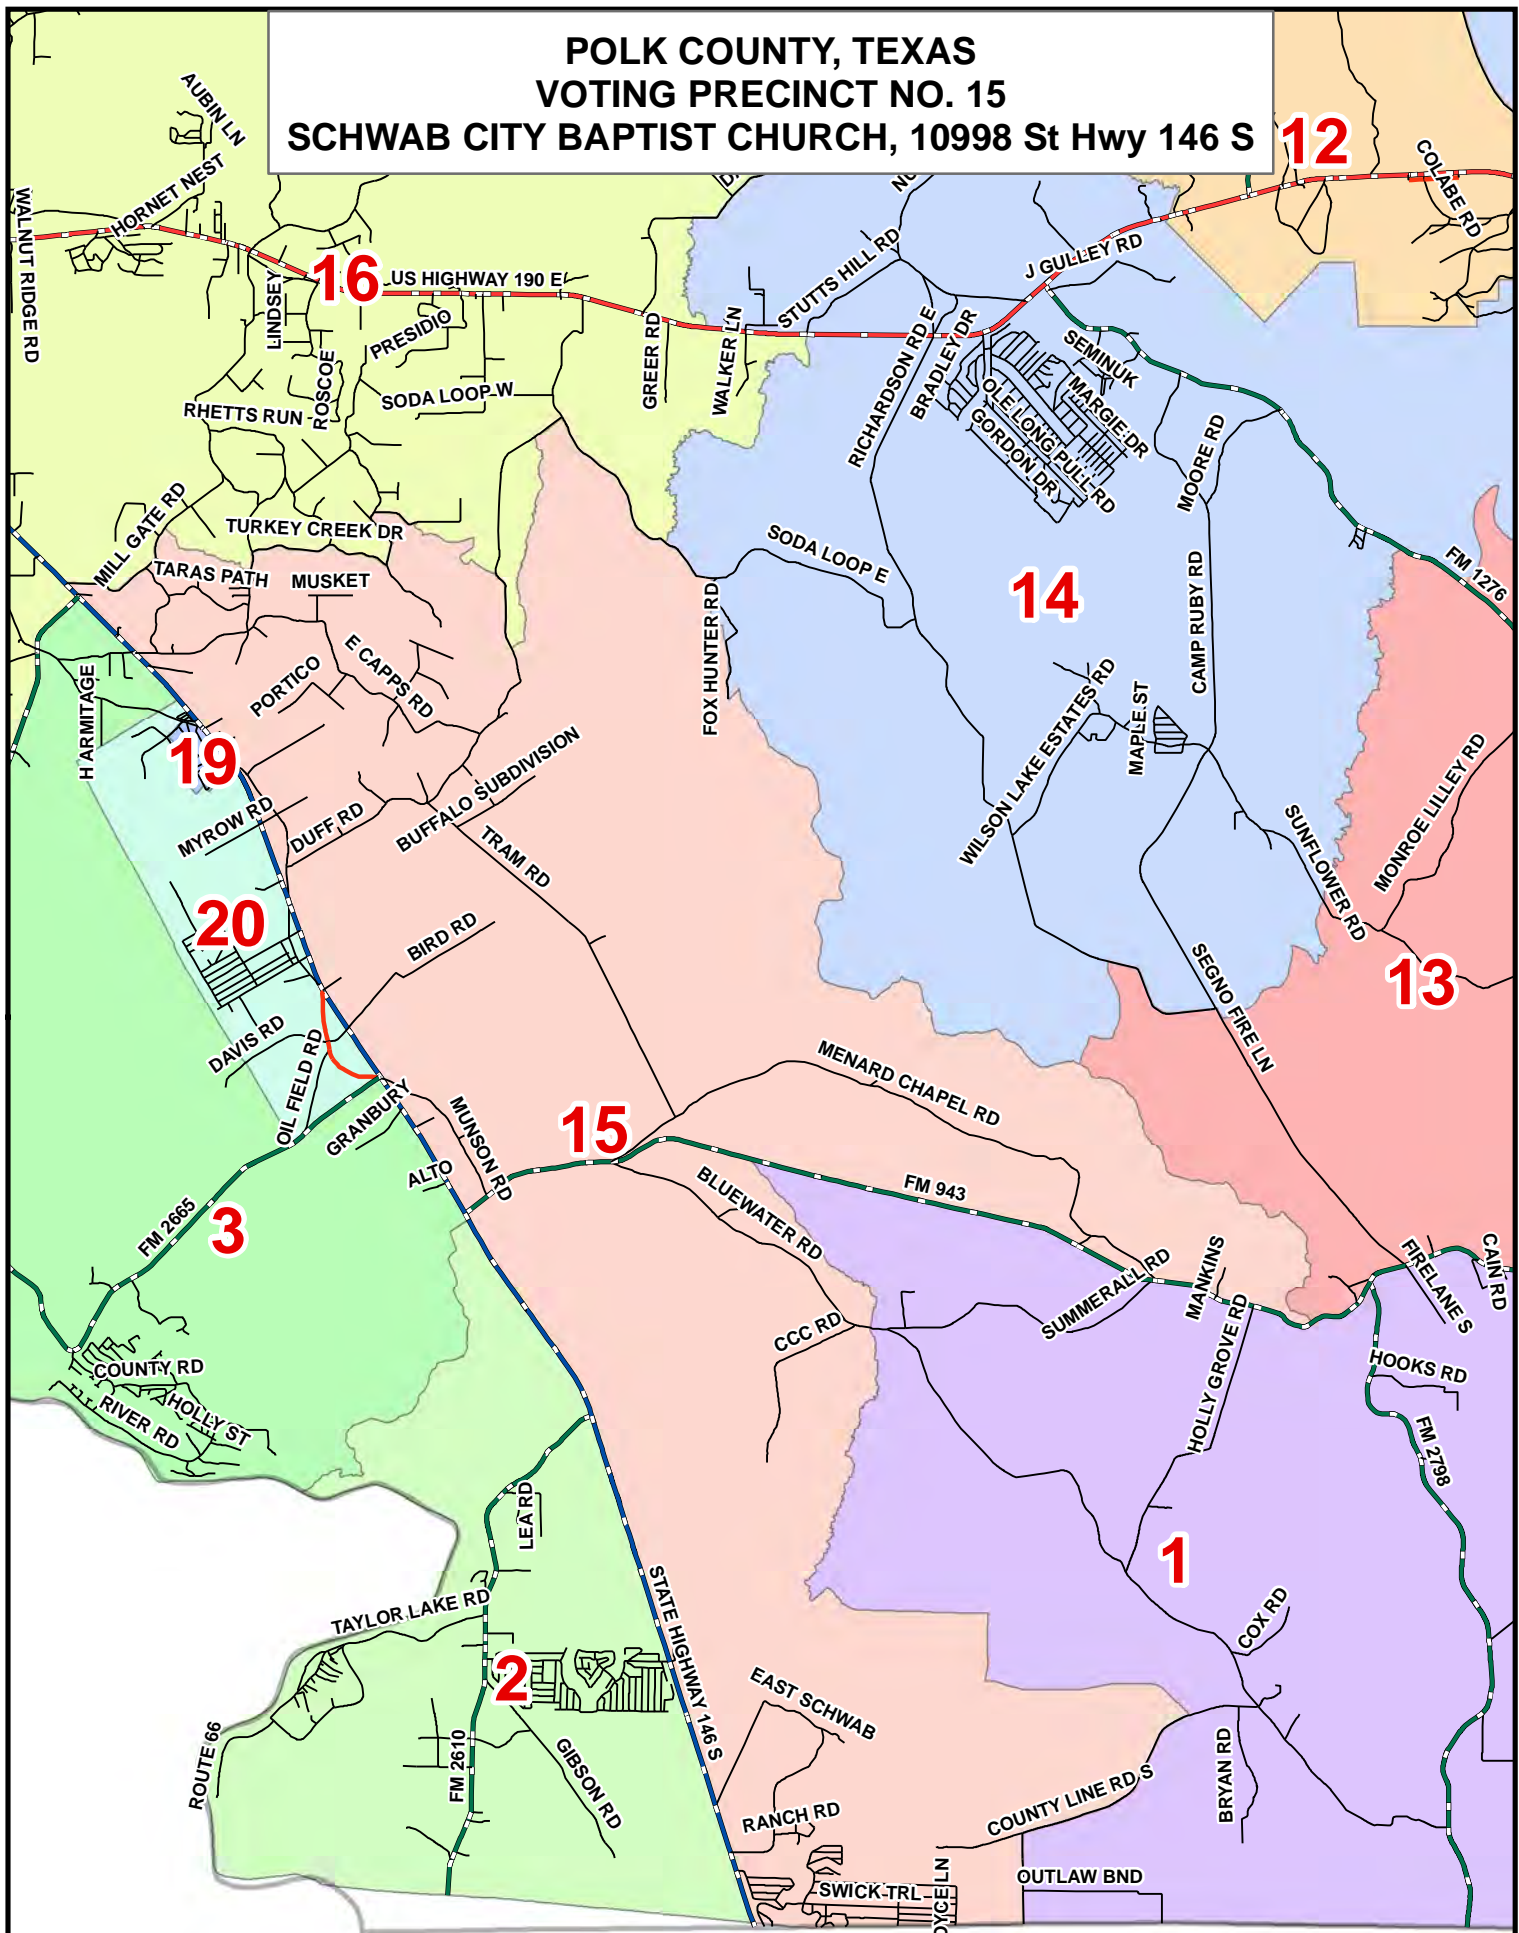 POLK COUNTY, TEXAS
VOTING PRECINCT NO. 15
SCHWAB CITY BAPTIST CHURCH, 10998 St Hwy 146 S
12
AUBIN LN
HORNET NEST
WALNUT RIDGE RD
COLABE RD
J GULLEY RD
STUTTS HILL RD
16
US HIGHWAY 190 E
LINDSEY
PRESIDIO
ROSCOE
GREER RD
WALKER LN
RICHARDSON RD E
BRADLEY DR
SEMINUK
MARGIE DR
OLE LONG PULL RD
GORDON DR
MOORE RD
RHETTS RUN
SODA LOOP W
MILL GATE RD
TURKEY CREEK DR
TARAS PATH
MUSKET
SODA LOOP E
14
FM 1276
CAMP RUBY RD
FOX HUNTER RD
H ARMITAGE
PORTICO
E CAPPS RD
WILSON LAKE ESTATES RD
MAPLE ST
19
MYROW RD
DUFF RD
BUFFALO SUBDIVISION
TRAM RD
MONROE LILLEY RD
SUNFLOWER RD
20
BIRD RD
SEGNO FIRE LN
13
DAVIS RD
OIL FIELD RD
GRANBURY
MUNSON RD
ALTO
15
MENARD CHAPEL RD
FM 943
BLUEWATER RD
FM 2665
3
SUMMERALL RD
MANKINS
FIRELANE S
CAIN RD
CCC RD
HOLLY GROVE RD
HOOKS RD
COUNTY RD
HOLLY ST
RIVER RD
FM 2798
LEA RD
1
STATE HIGHWAY 146 S
TAYLOR LAKE RD
COX RD
2
EAST SCHWAB
ROUTE 66
FM 2610
GIBSON RD
BRYAN RD
COUNTY LINE RD S
RANCH RD
OUTLAW BND
SWICK TRL